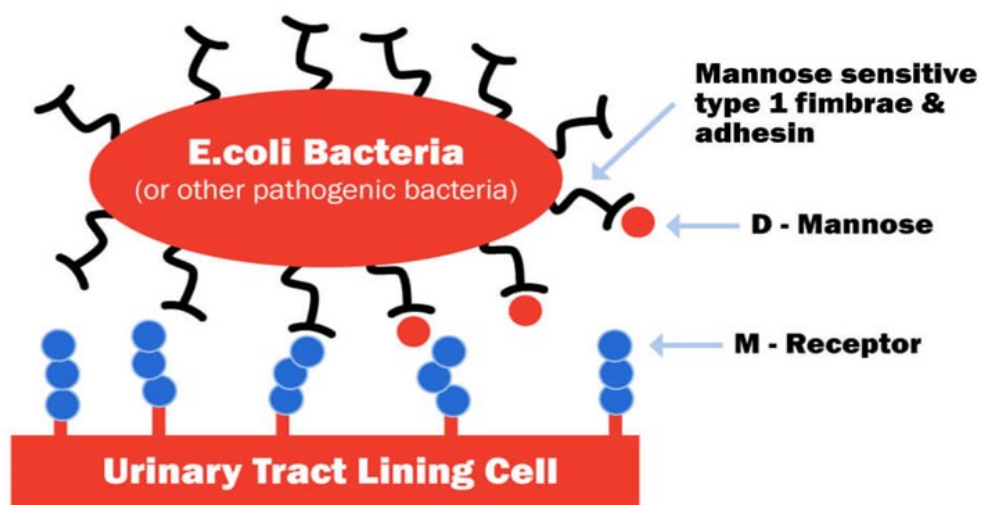 Mannose sensitive
type 1 fimbrae &
adhesin
E.coli Bacteria
(or other pathogenic bacteria)
D - Mannose
M - Receptor
Urinary Tract Lining Cell